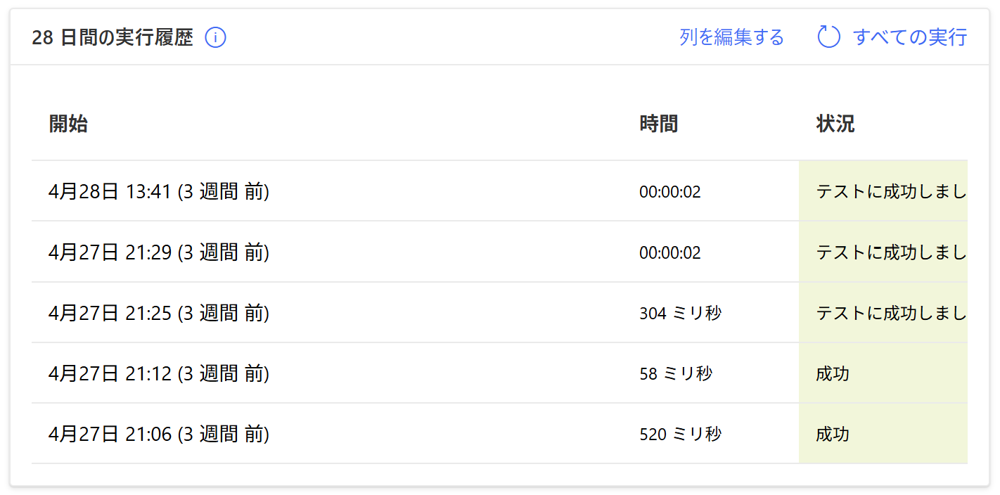 28 日間の実行履歴 列を編集する すべての実行
開始 時間 状況
4月28日 13:41 (3 週間 前) 00:00:02 テストに成功しまし
4月27日 21:29 (3 週間 前) 00:00:02 テストに成功しまし
4月27日 21:25 (3 週間 前) 304 ミリ秒 テストに成功しまし
4月27日 21:12 (3 週間 前) 58 ミリ秒 成功
4月27日 21:06 (3 週間 前) 520 ミリ秒 成功